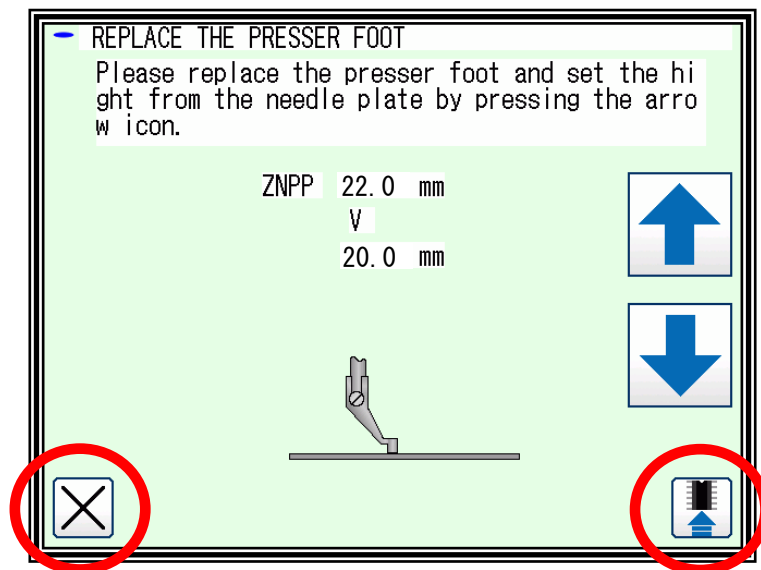 REPLACE THE PRESSER FOOT
Please replace the presser foot and set the hi
ght from the needle plate by pressing the arro
w icon.
ZNPP 22.0 mm
V
20.0 mm